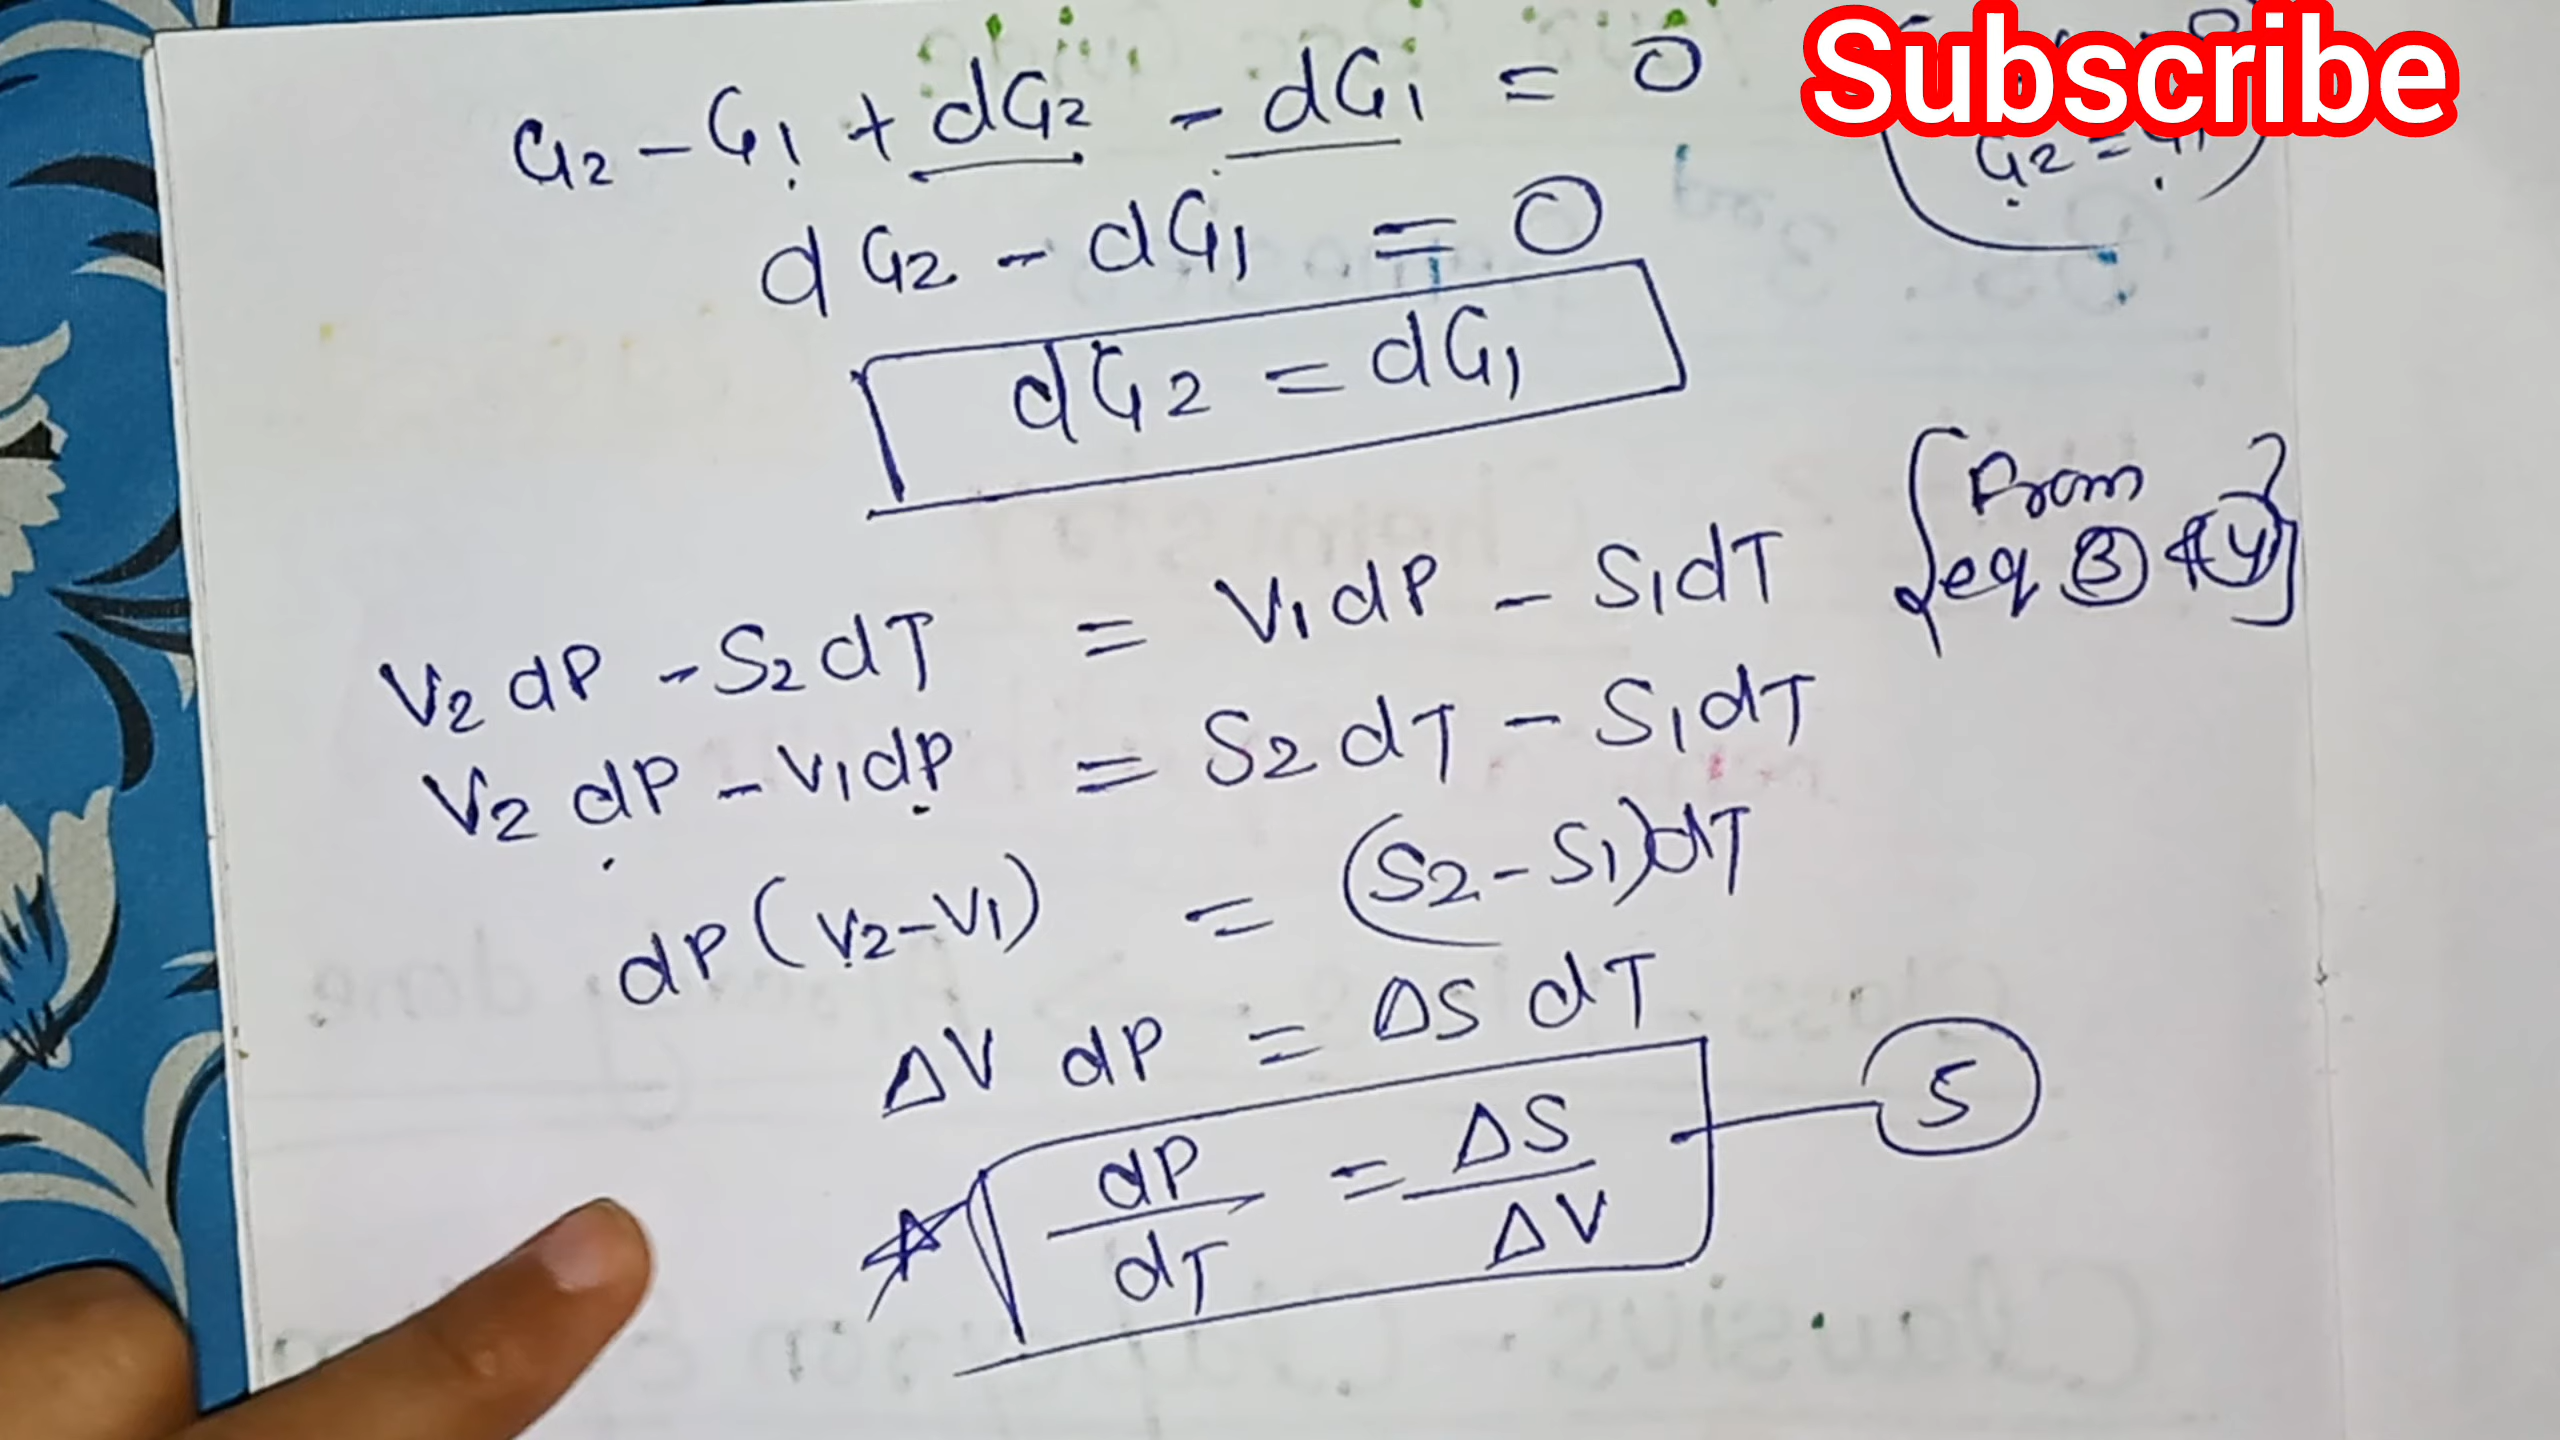 Subscribe
G2 - G1 + dG2 - dG1 = 0
G2 = G1
dG2 - dG1 = 0
dG2 = dG1
{From
eq ③ & ④}
V2 dP - S2 dT = V1 dP - S1 dT
V2 dP - V1 dP = S2 dT - S1 dT
dP (V2 - V1) = (S2 - S1) dT
ΔV dP = ΔS dT
dP/dT = ΔS/ΔV — ⑤